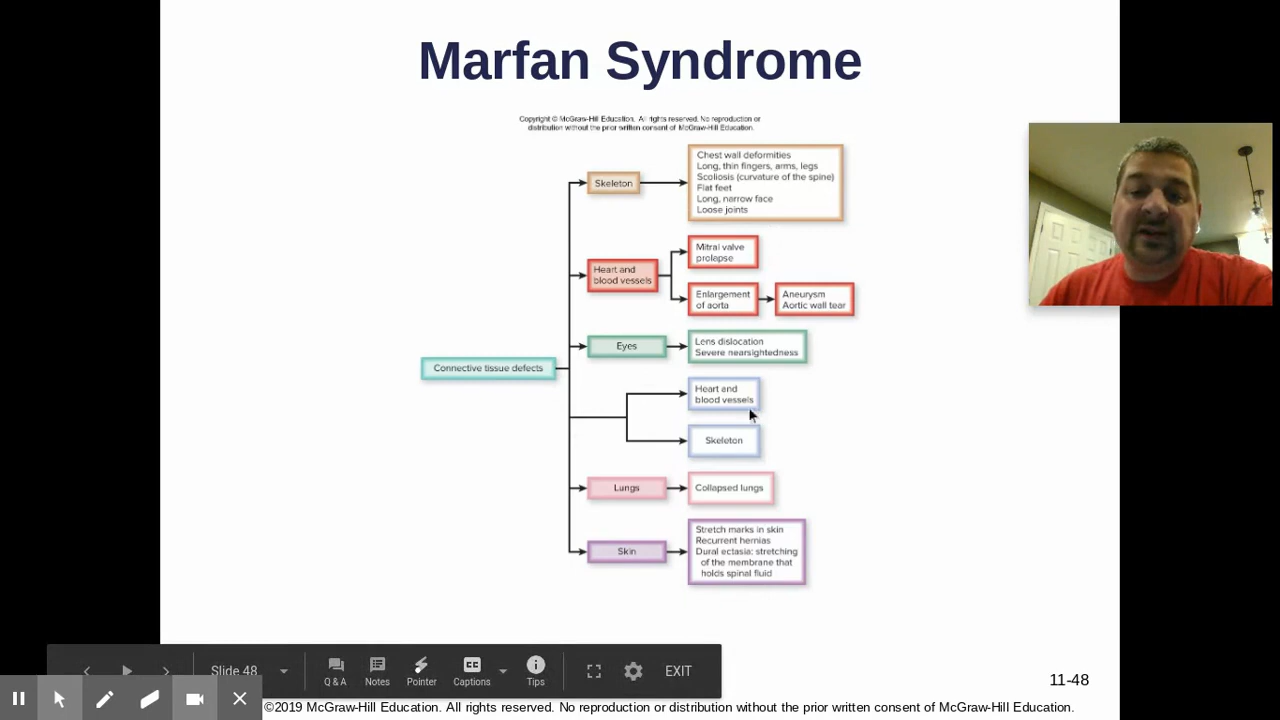 Marfan Syndrome
Copyright © McGraw-Hill Education. All rights reserved. No reproduction or
distribution without the prior written consent of McGraw-Hill Education.
Skeleton
Chest wall deformities
Long, thin fingers, arms, legs
Scoliosis (curvature of the spine)
Flat feet
Long, narrow face
Loose joints
Heart and
blood vessels
Mitral valve
prolapse
Enlargement
of aorta
Aneurysm
Aortic wall tear
Eyes
Lens dislocation
Severe nearsightedness
Connective tissue defects
Heart and
blood vessels
Skeleton
Lungs
Collapsed lungs
Skin
Stretch marks in skin
Recurrent hernias
Dural ectasia: stretching
of the membrane that
holds spinal fluid
Slide 48
Q & A
Notes
Pointer
CC
Captions
Tips
EXIT
11-48
©2019 McGraw-Hill Education. All rights reserved. No reproduction or distribution without the prior written consent of McGraw-Hill Education.